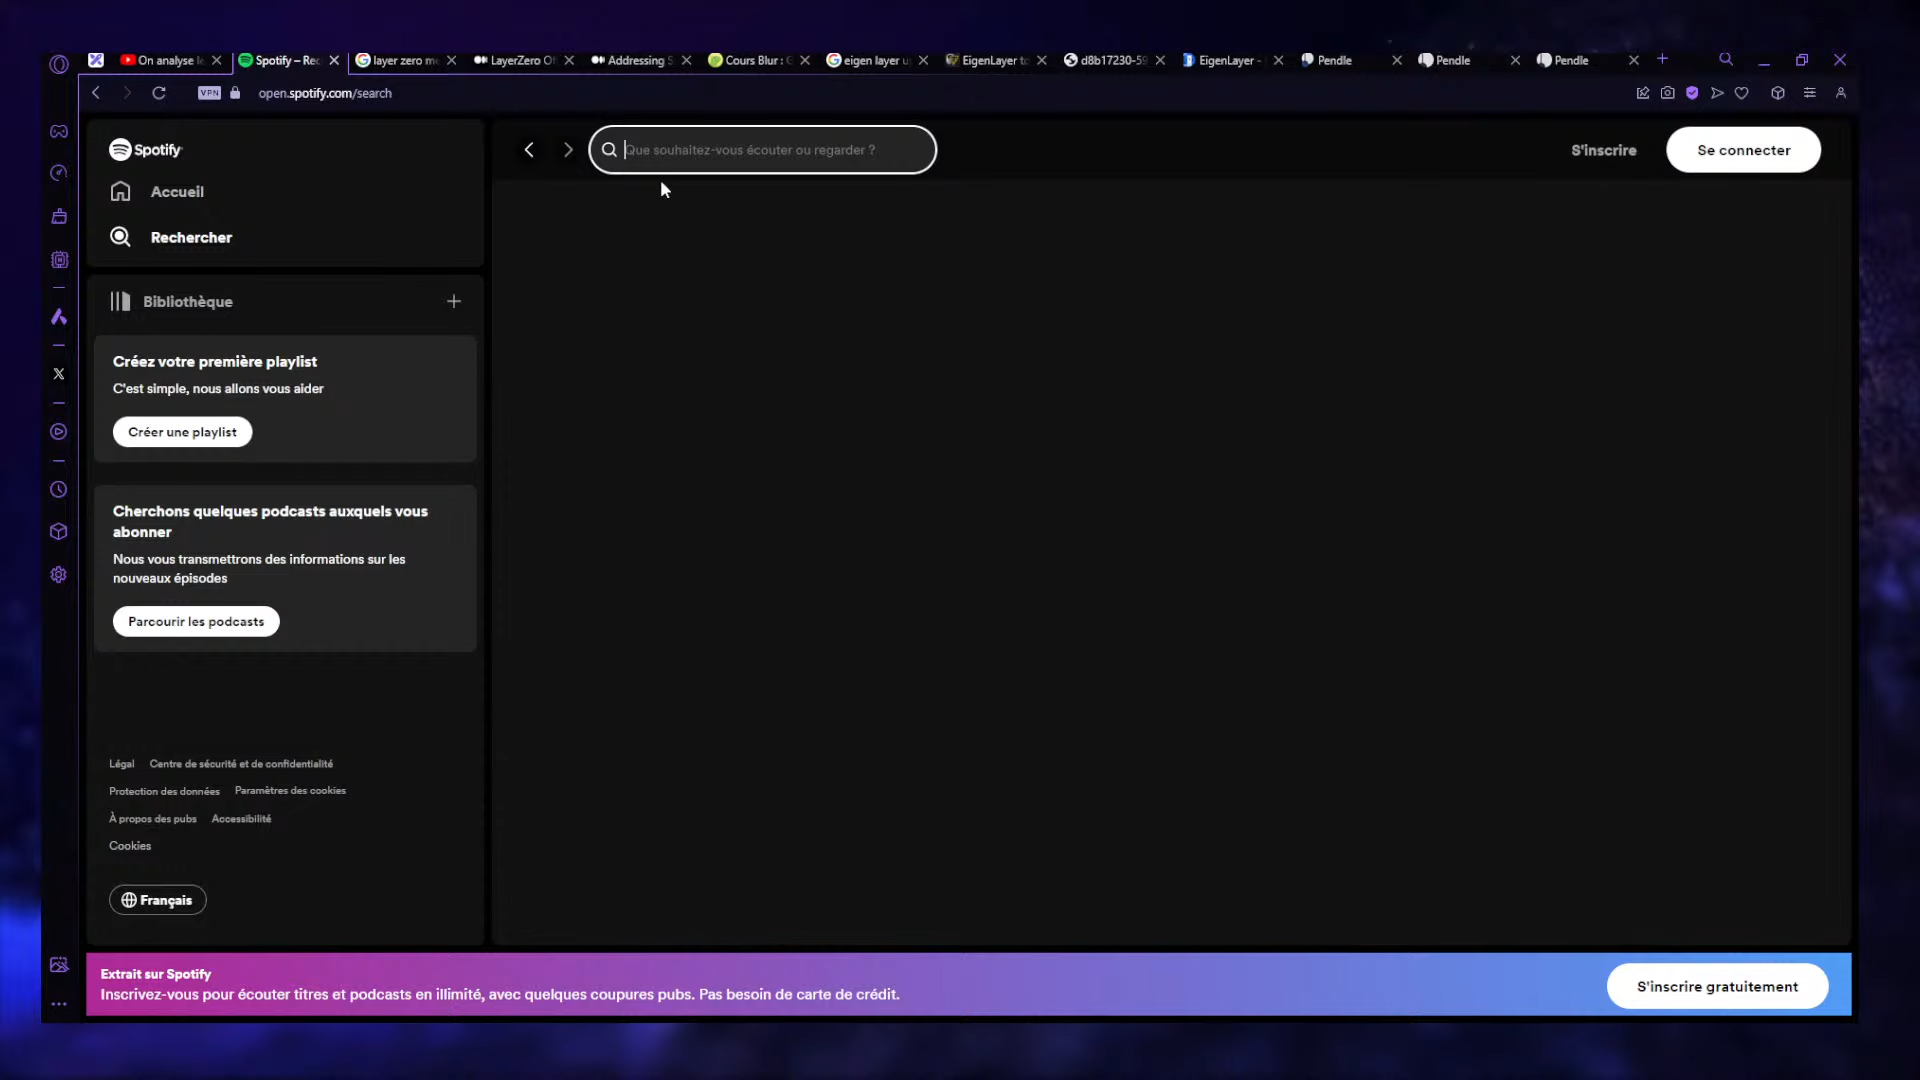 On analyse l
Spotify – Rec
layer zero m
LayerZero O
Addressing S
Cours Blur : G
eigen layer u
EigenLayer t
d8b17230-59
EigenLayer -
Pendle
Pendle
Pendle
VPN
open.spotify.com/search
Spotify
Que souhaitez-vous écouter ou regarder ?
S'inscrire
Se connecter
Accueil
Rechercher
Bibliothèque
Créez votre première playlist
C'est simple, nous allons vous aider
Créer une playlist
Cherchons quelques podcasts auxquels vous
abonner
Nous vous transmettrons des informations sur les
nouveaux épisodes
Parcourir les podcasts
Légal Centre de sécurité et de confidentialité
Protection des données Paramètres des cookies
À propos des pubs Accessibilité
Cookies
Français
Extrait sur Spotify
Inscrivez-vous pour écouter titres et podcasts en illimité, avec quelques coupures pubs. Pas besoin de carte de crédit.
S'inscrire gratuitement